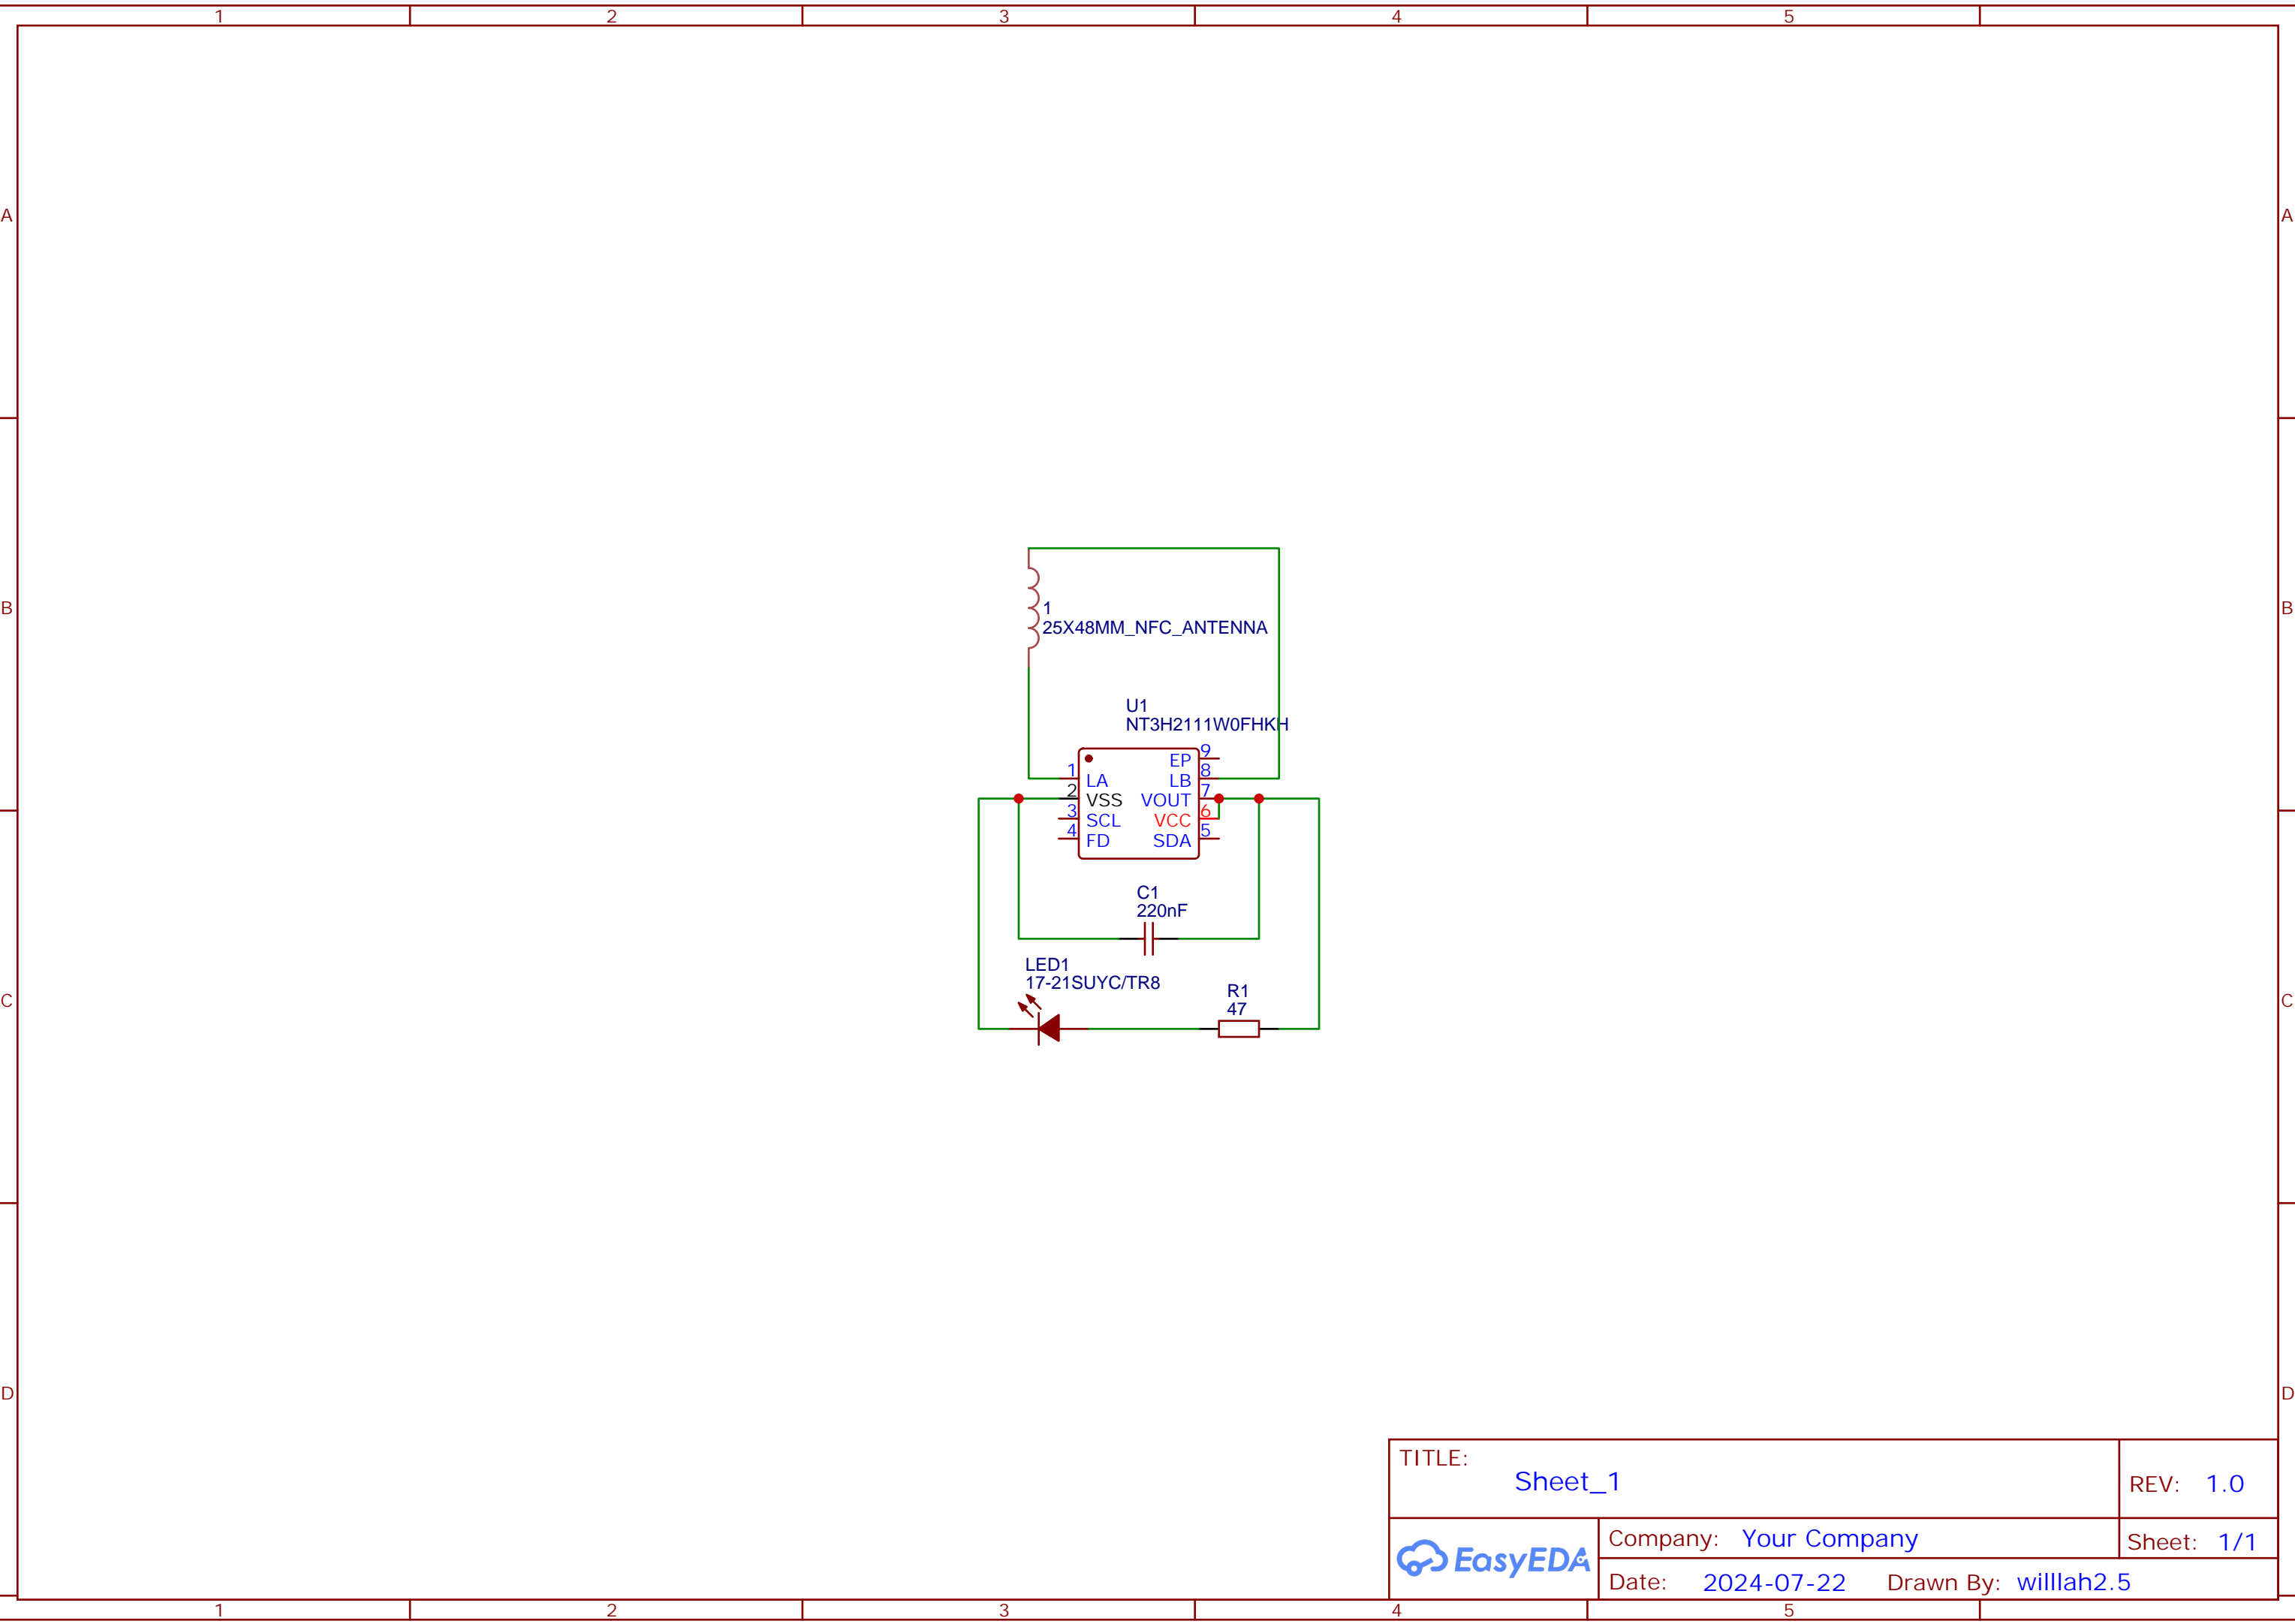 1 2 3 4 5
A A
B B
C C
D D
1
25X48MM_NFC_ANTENNA
U1
NT3H2111W0FHKH
EP 9
1 LA LB 8
2 VSS VOUT 7
3 SCL VCC 6
4 FD SDA 5
C1
220nF
LED1
17-21SUYC/TR8
R1
47
TITLE:
Sheet_1
REV: 1.0
EasyEDA
Company: Your Company
Sheet: 1/1
Date: 2024-07-22 Drawn By: willlah2.5
1 2 3 4 5